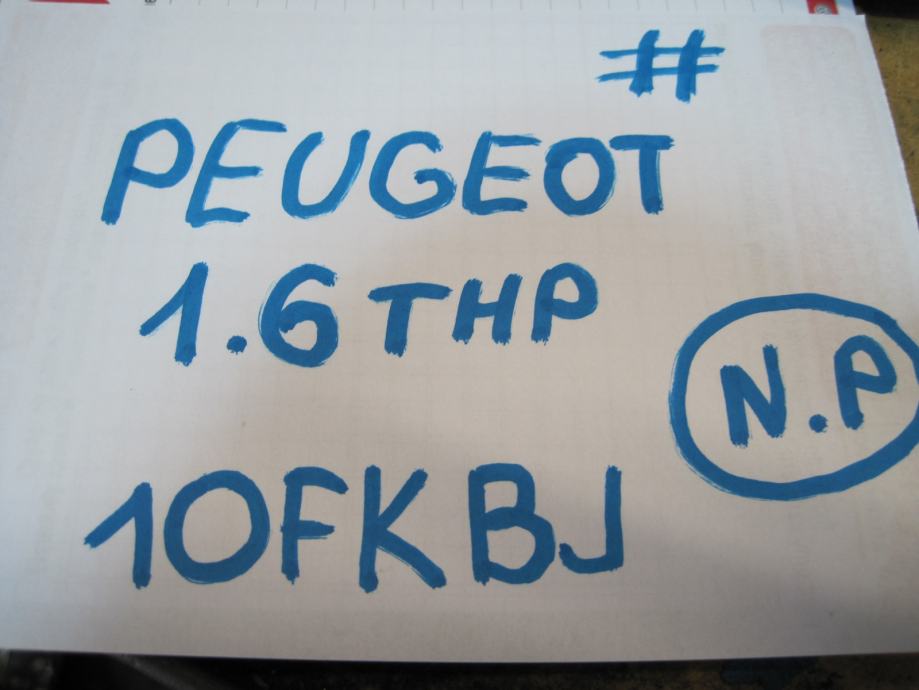 #
PEUGEOT
1.6 THP
N.P
10FKBJ